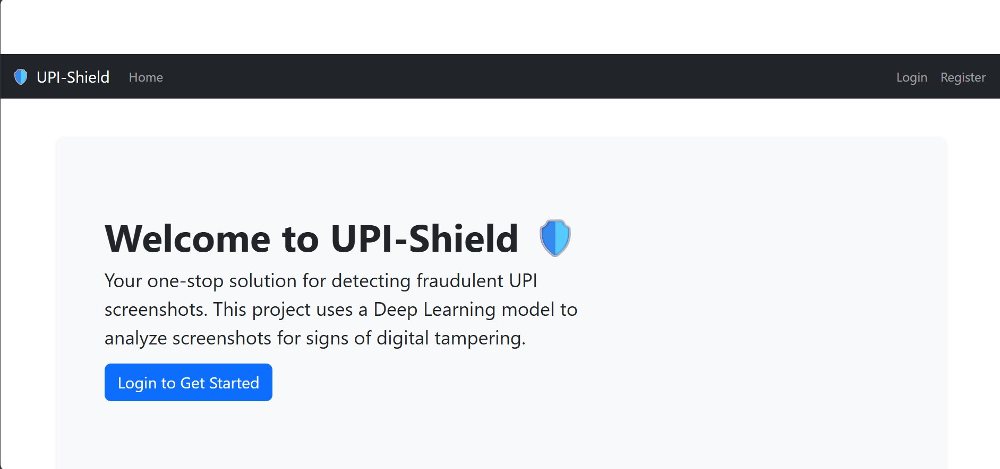 UPI-Shield Home Login Register
Welcome to UPI-Shield
Your one-stop solution for detecting fraudulent UPI
screenshots. This project uses a Deep Learning model to
analyze screenshots for signs of digital tampering.
Login to Get Started